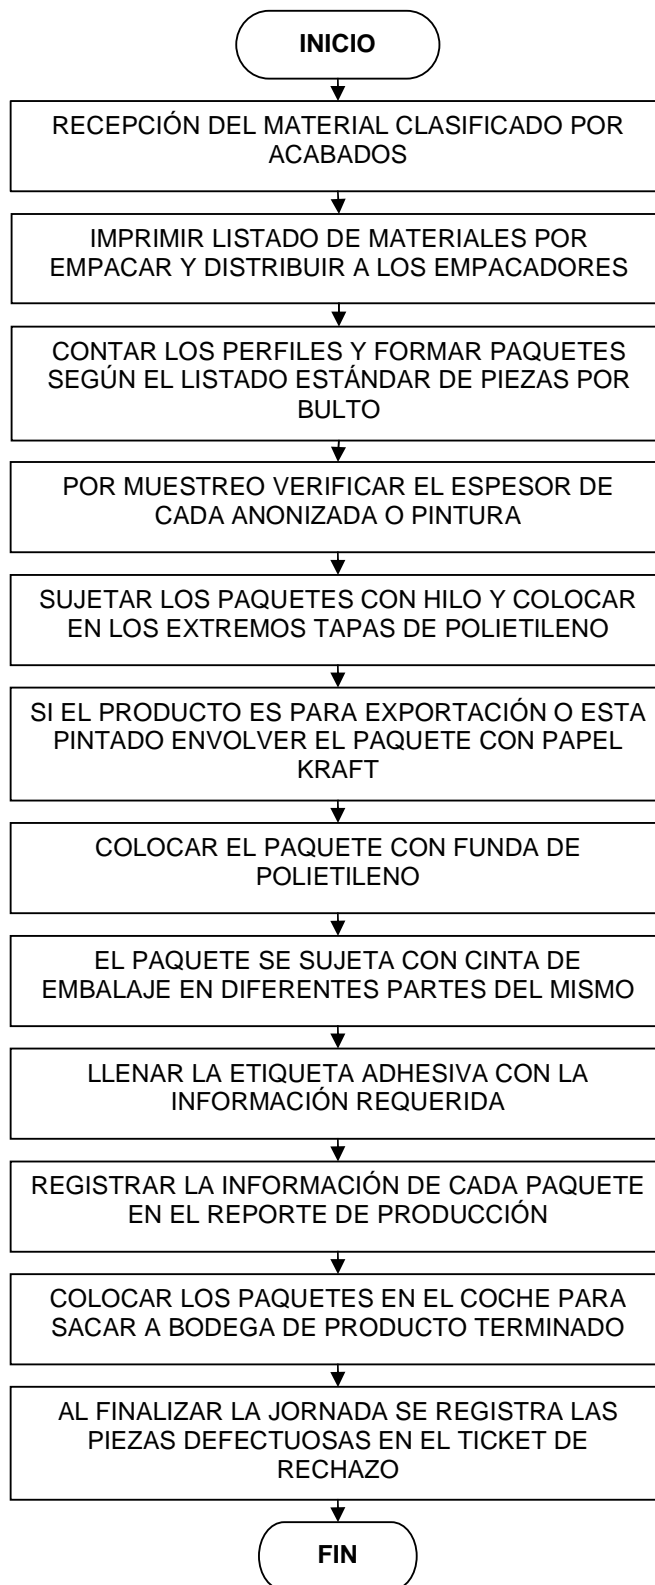 INICIO
RECEPCIÓN DEL MATERIAL CLASIFICADO POR
ACABADOS
IMPRIMIR LISTADO DE MATERIALES POR
EMPACAR Y DISTRIBUIR A LOS EMPACADORES
CONTAR LOS PERFILES Y FORMAR PAQUETES
SEGÚN EL LISTADO ESTÁNDAR DE PIEZAS POR
BULTO
POR MUESTREO VERIFICAR EL ESPESOR DE
CADA ANONIZADA O PINTURA
SUJETAR LOS PAQUETES CON HILO Y COLOCAR
EN LOS EXTREMOS TAPAS DE POLIETILENO
SI EL PRODUCTO ES PARA EXPORTACIÓN O ESTA
PINTADO ENVOLVER EL PAQUETE CON PAPEL
KRAFT
COLOCAR EL PAQUETE CON FUNDA DE
POLIETILENO
EL PAQUETE SE SUJETA CON CINTA DE
EMBALAJE EN DIFERENTES PARTES DEL MISMO
LLENAR LA ETIQUETA ADHESIVA CON LA
INFORMACIÓN REQUERIDA
REGISTRAR LA INFORMACIÓN DE CADA PAQUETE
EN EL REPORTE DE PRODUCCIÓN
COLOCAR LOS PAQUETES EN EL COCHE PARA
SACAR A BODEGA DE PRODUCTO TERMINADO
AL FINALIZAR LA JORNADA SE REGISTRA LAS
PIEZAS DEFECTUOSAS EN EL TICKET DE
RECHAZO
FIN